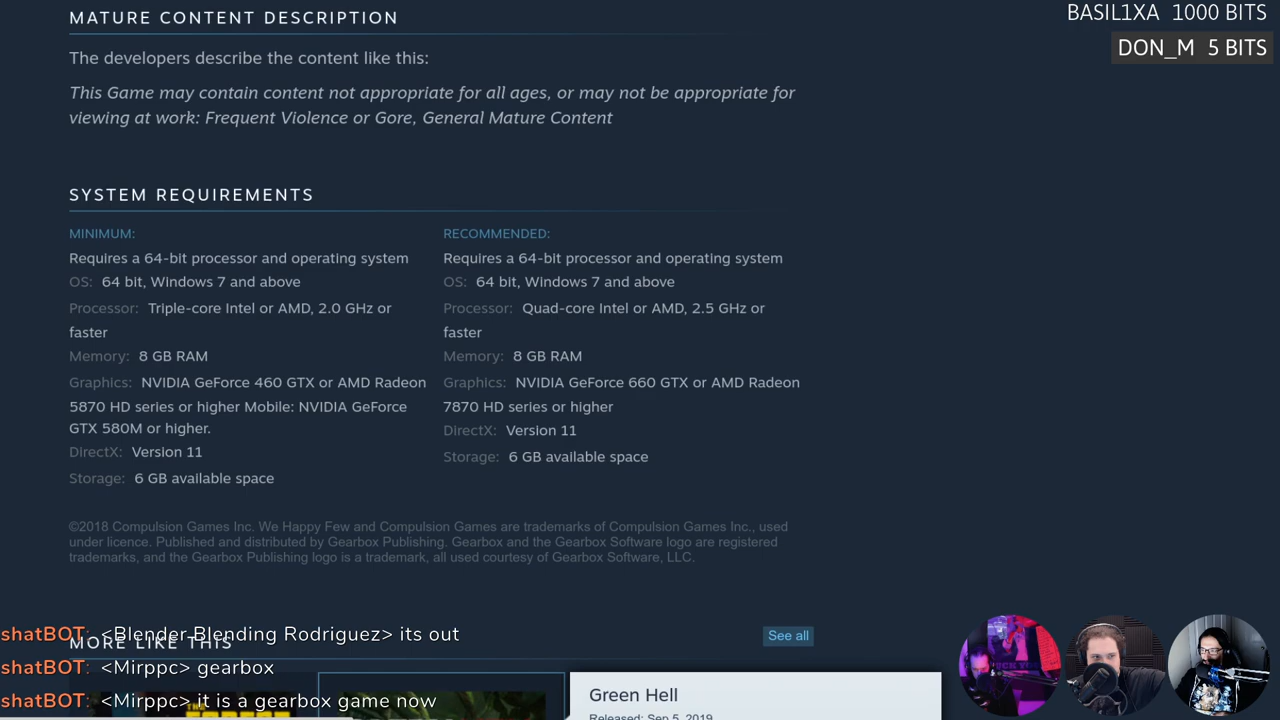 MATURE CONTENT DESCRIPTION
The developers describe the content like this:
This Game may contain content not appropriate for all ages, or may not be appropriate for
viewing at work: Frequent Violence or Gore, General Mature Content
BASIL1XA 1000 BITS
DON_M 5 BITS
SYSTEM REQUIREMENTS
MINIMUM:
Requires a 64-bit processor and operating system
OS: 64 bit, Windows 7 and above
Processor: Triple-core Intel or AMD, 2.0 GHz or
faster
Memory: 8 GB RAM
Graphics: NVIDIA GeForce 460 GTX or AMD Radeon
5870 HD series or higher Mobile: NVIDIA GeForce
GTX 580M or higher.
DirectX: Version 11
Storage: 6 GB available space
RECOMMENDED:
Requires a 64-bit processor and operating system
OS: 64 bit, Windows 7 and above
Processor: Quad-core Intel or AMD, 2.5 GHz or
faster
Memory: 8 GB RAM
Graphics: NVIDIA GeForce 660 GTX or AMD Radeon
7870 HD series or higher
DirectX: Version 11
Storage: 6 GB available space
©2018 Compulsion Games Inc. We Happy Few and Compulsion Games are trademarks of Compulsion Games Inc., used
under licence. Published and distributed by Gearbox Publishing. Gearbox and the Gearbox Software logo are registered
trademarks, and the Gearbox Publishing logo is a trademark, all used courtesy of Gearbox Software, LLC.
MORE LIKE THIS
See all
shatBOT: <Blender Blending Rodriguez> its out
shatBOT: <Mirppc> gearbox
shatBOT: <Mirppc> it is a gearbox game now
Green Hell
Released: Sep 5, 2019